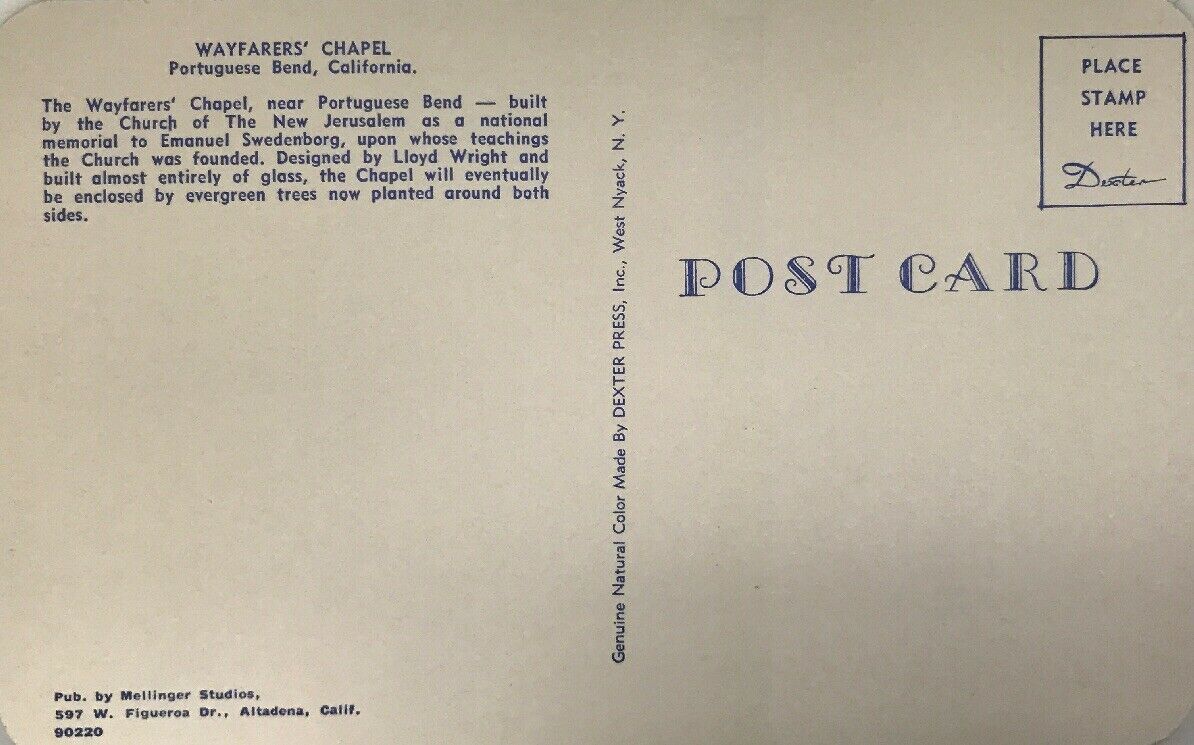 WAYFARERS' CHAPEL
Portuguese Bend, California.
The Wayfarers' Chapel, near Portuguese Bend — built
by the Church of The New Jerusalem as a national
memorial to Emanuel Swedenborg, upon whose teachings
the Church was founded. Designed by Lloyd Wright and
built almost entirely of glass, the Chapel will eventually
be enclosed by evergreen trees now planted around both
sides.
Pub. by Mellinger Studios,
597 W. Figueroa Dr., Altadena, Calif.
90220
Genuine Natural Color Made By DEXTER PRESS, Inc., West Nyack, N. Y.
PLACE
STAMP
HERE
Dexter
POST CARD